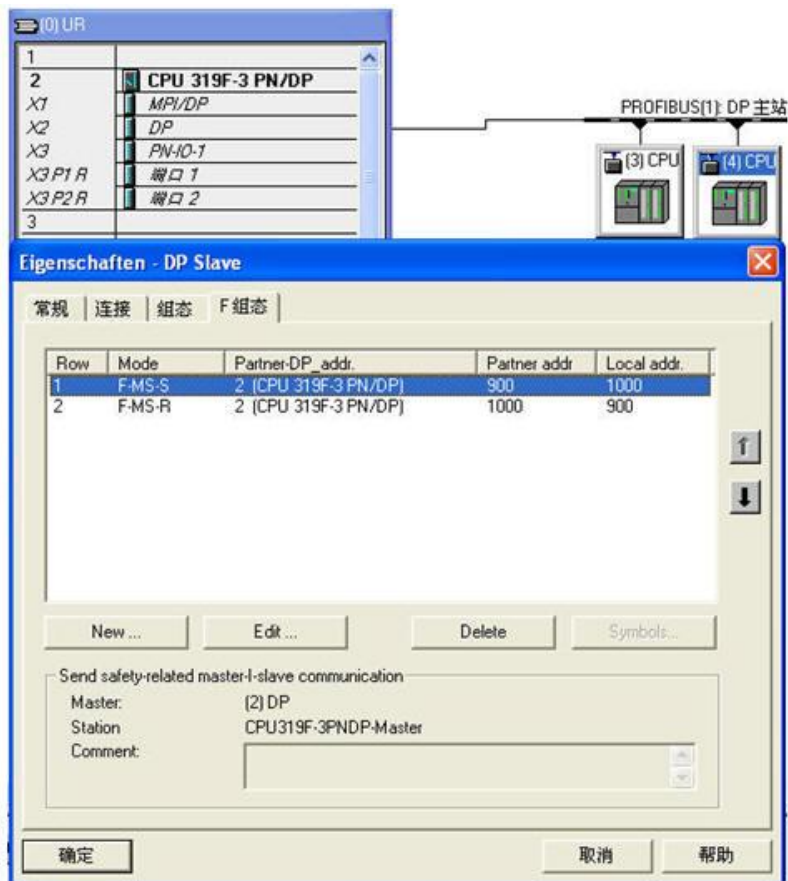 (0) UR
1
2 CPU 319F-3 PN/DP
X1 MPI/DP
X2 DP
X3 PN-IO-1
X3 P1 R 端口 1
X3 P2 R 端口 2
3
PROFIBUS(1): DP 主站
(3) CPU (4) CPU
Eigenschaften - DP Slave
常规 连接 组态 F 组态
Row Mode Partner-DP_addr. Partner addr Local addr.
1 F-MS-S 2 (CPU 319F-3 PN/DP) 900 1000
2 F-MS-R 2 (CPU 319F-3 PN/DP) 1000 900
New ... Edit ... Delete Symbols...
Send safety-related master-I-slave communication
Master: (2) DP
Station CPU319F-3PNDP-Master
Comment:
确定 取消 帮助